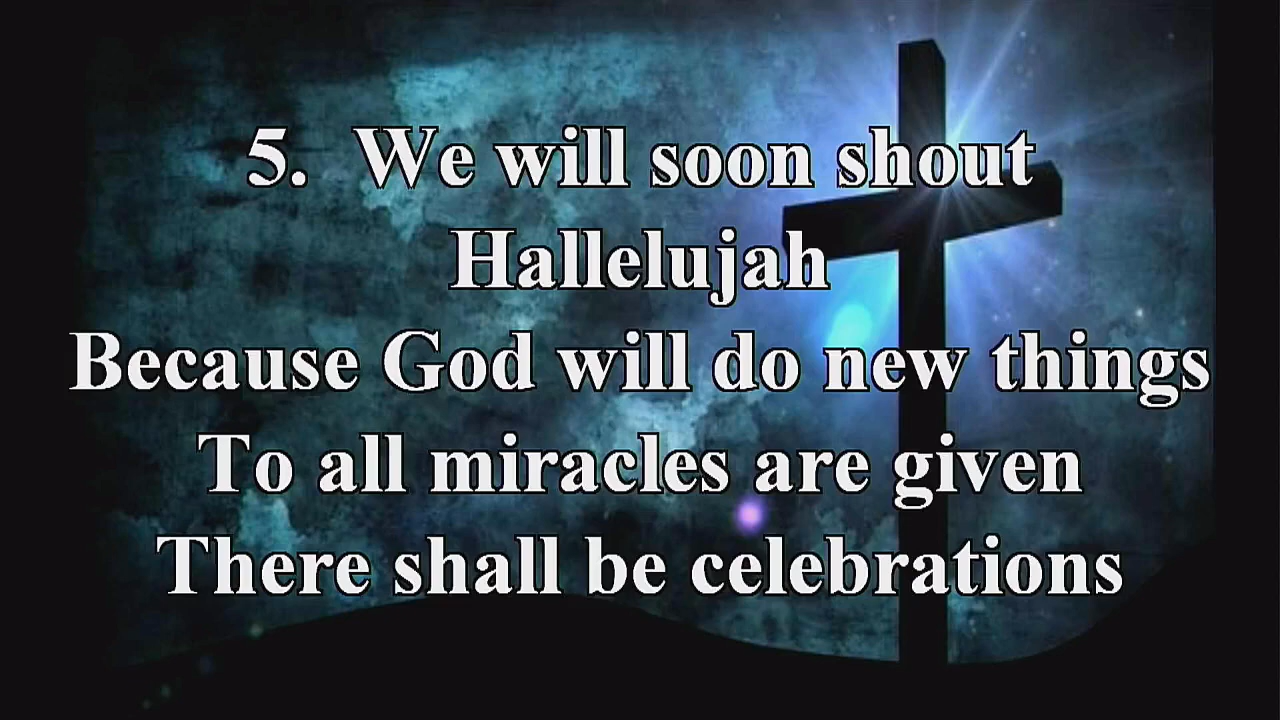 5. We will soon shout
Hallelujah
Because God will do new things
To all miracles are given
There shall be celebrations